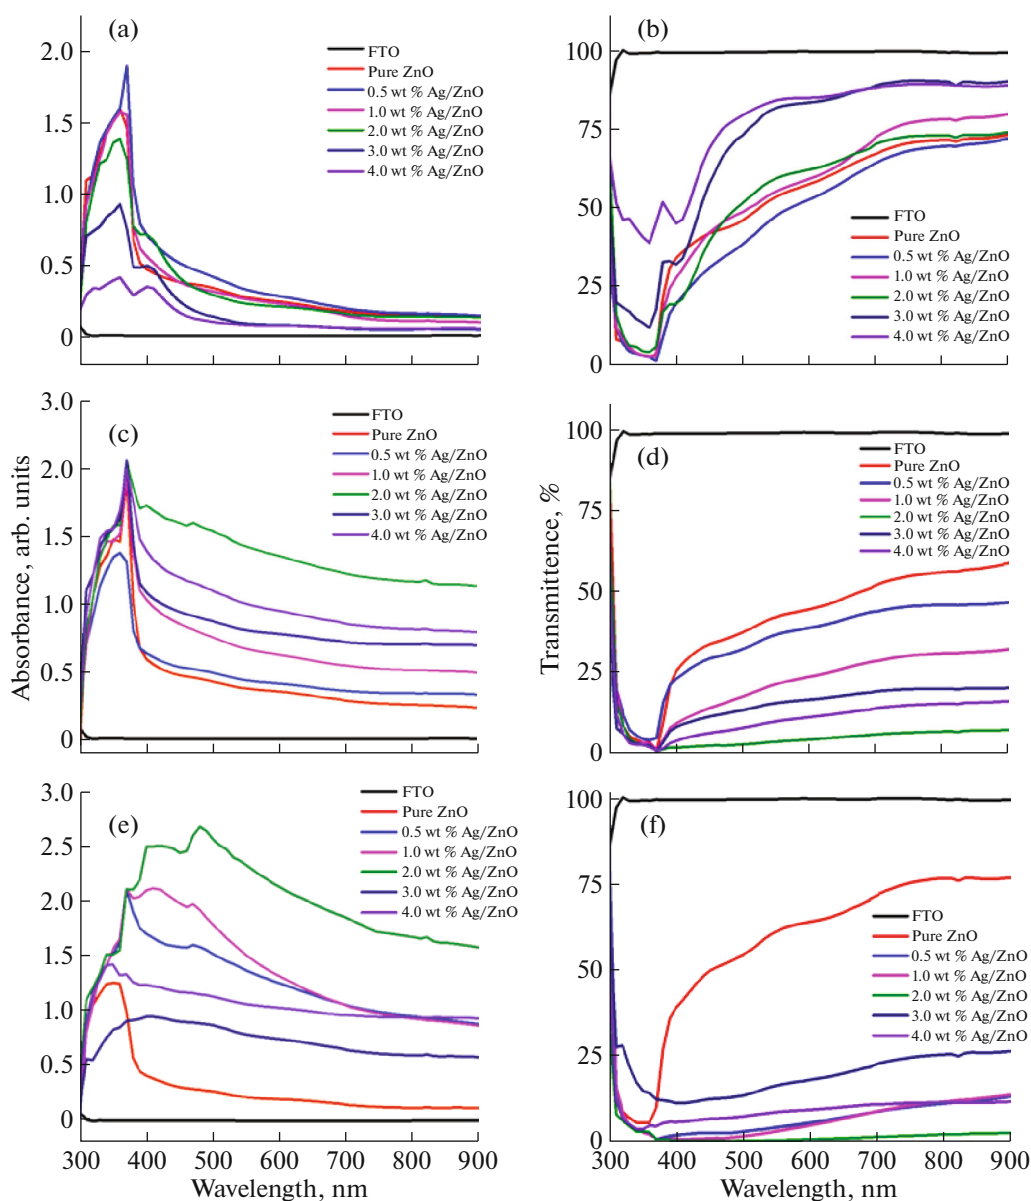 (a)
2.0
1.5
1.0
0.5
0
FTO
Pure ZnO
0.5 wt % Ag/ZnO
1.0 wt % Ag/ZnO
2.0 wt % Ag/ZnO
3.0 wt % Ag/ZnO
4.0 wt % Ag/ZnO
(b)
100
75
50
25
0
FTO
Pure ZnO
0.5 wt % Ag/ZnO
1.0 wt % Ag/ZnO
2.0 wt % Ag/ZnO
3.0 wt % Ag/ZnO
4.0 wt % Ag/ZnO
Absorbance, arb. units
(c)
3.0
2.0
1.5
1.0
0.5
0
FTO
Pure ZnO
0.5 wt % Ag/ZnO
1.0 wt % Ag/ZnO
2.0 wt % Ag/ZnO
3.0 wt % Ag/ZnO
4.0 wt % Ag/ZnO
Transmittence, %
(d)
100
75
50
25
0
FTO
Pure ZnO
0.5 wt % Ag/ZnO
1.0 wt % Ag/ZnO
2.0 wt % Ag/ZnO
3.0 wt % Ag/ZnO
4.0 wt % Ag/ZnO
(e)
3.0
2.5
2.0
1.5
1.0
0.5
0
FTO
Pure ZnO
0.5 wt % Ag/ZnO
1.0 wt % Ag/ZnO
2.0 wt % Ag/ZnO
3.0 wt % Ag/ZnO
4.0 wt % Ag/ZnO
300 400 500 600 700 800 900
Wavelength, nm
(f)
100
75
50
25
0
FTO
Pure ZnO
0.5 wt % Ag/ZnO
1.0 wt % Ag/ZnO
2.0 wt % Ag/ZnO
3.0 wt % Ag/ZnO
4.0 wt % Ag/ZnO
300 400 500 600 700 800 900
Wavelength, nm